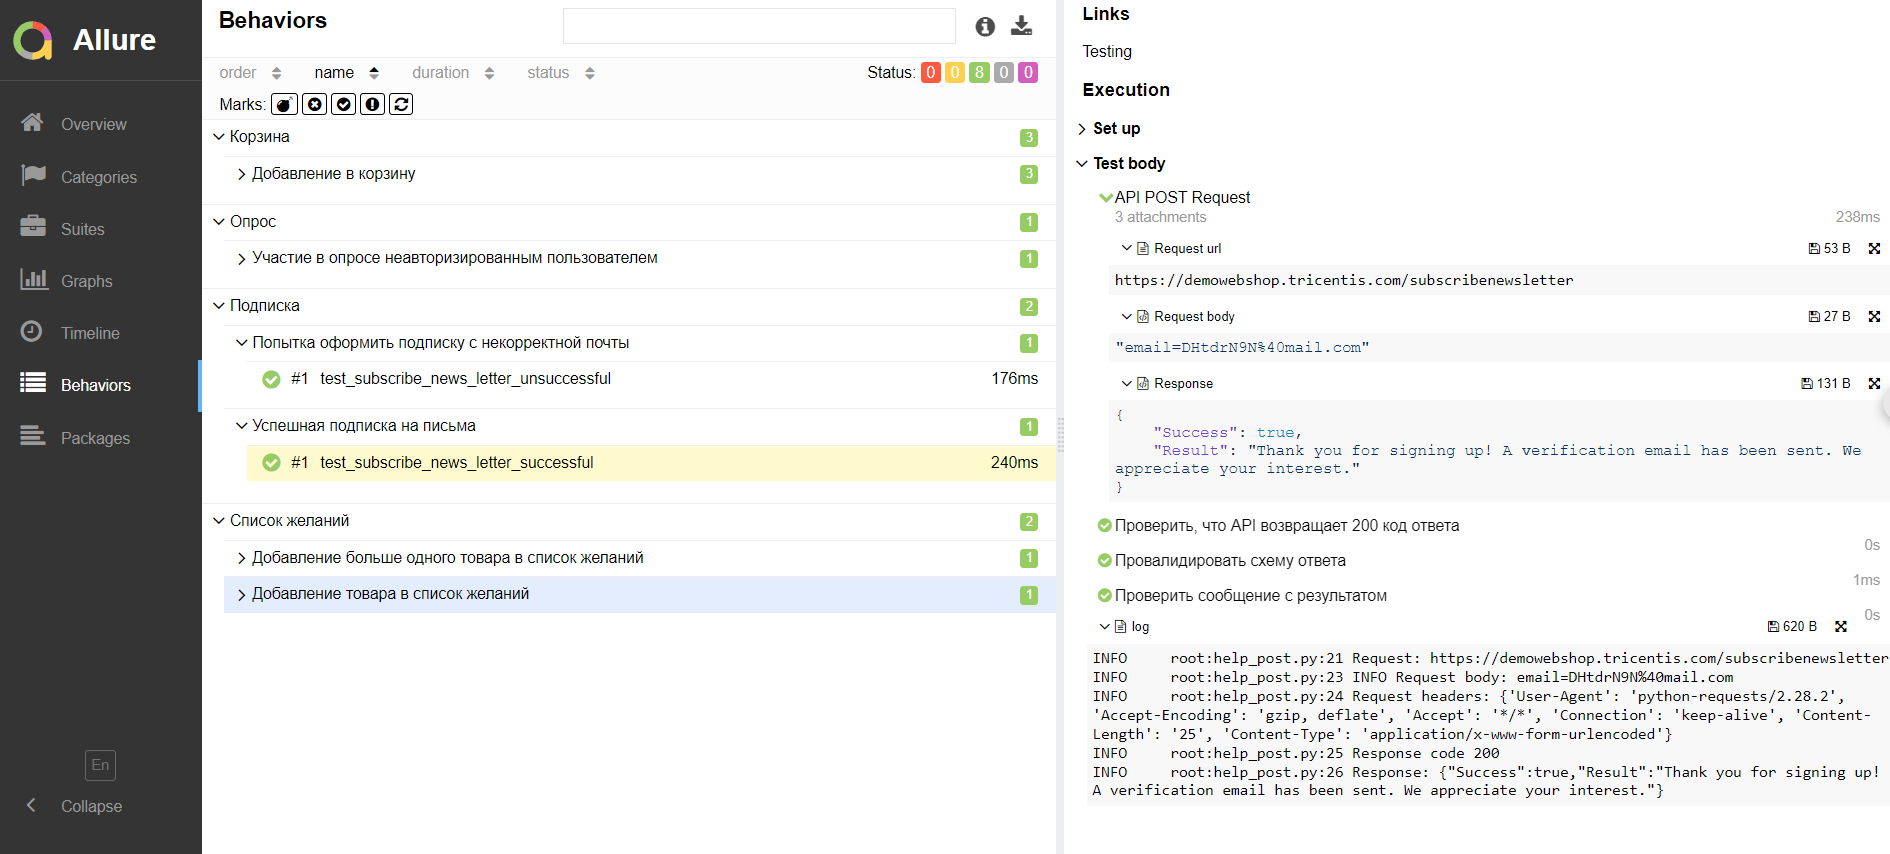 Allure
Overview
Categories
Suites
Graphs
Timeline
Behaviors
Packages
En
Collapse
Behaviors
order name duration status Status: 0 0 8 0 0
Marks:
Корзина 3
Добавление в корзину 3
Опрос 1
Участие в опросе неавторизированным пользователем 1
Подписка 2
Попытка оформить подписку с некорректной почты 1
#1 test_subscribe_news_letter_unsuccessful 176ms
Успешная подписка на письма 1
#1 test_subscribe_news_letter_successful 240ms
Список желаний 2
Добавление больше одного товара в список желаний 1
Добавление товара в список желаний 1
Links
Testing
Execution
Set up
Test body
API POST Request
3 attachments 238ms
Request url 53 B
https://demowebshop.tricentis.com/subscribenewsletter
Request body 27 B
"email=DHtdrN9N%40mail.com"
Response 131 B
{
"Success": true,
"Result": "Thank you for signing up! A verification email has been sent. We
appreciate your interest."
}
Проверить, что API возвращает 200 код ответа
0s
Провалидировать схему ответа
1ms
Проверить сообщение с результатом
0s
log 620 B
INFO root:help_post.py:21 Request: https://demowebshop.tricentis.com/subscribenewsletter
INFO root:help_post.py:23 INFO Request body: email=DHtdrN9N%40mail.com
INFO root:help_post.py:24 Request headers: {'User-Agent': 'python-requests/2.28.2',
'Accept-Encoding': 'gzip, deflate', 'Accept': '*/*', 'Connection': 'keep-alive', 'Content-
Length': '25', 'Content-Type': 'application/x-www-form-urlencoded'}
INFO root:help_post.py:25 Response code 200
INFO root:help_post.py:26 Response: {"Success":true,"Result":"Thank you for signing up!
A verification email has been sent. We appreciate your interest."}